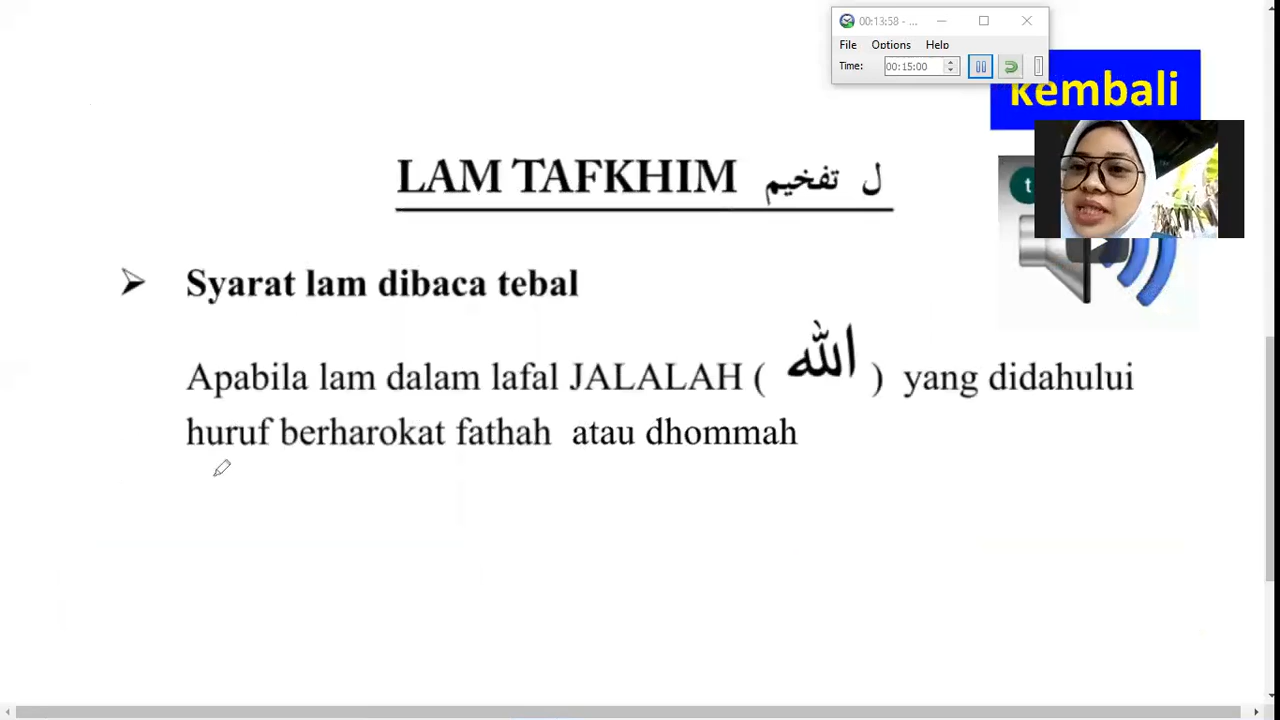 00:13:58 - ...
File Options Help
Time: 00:15:00
kembali
LAM TAFKHIM ل تفخيم
t
➢ Syarat lam dibaca tebal
Apabila lam dalam lafal JALALAH ( الله ) yang didahului
huruf berharokat fathah atau dhommah